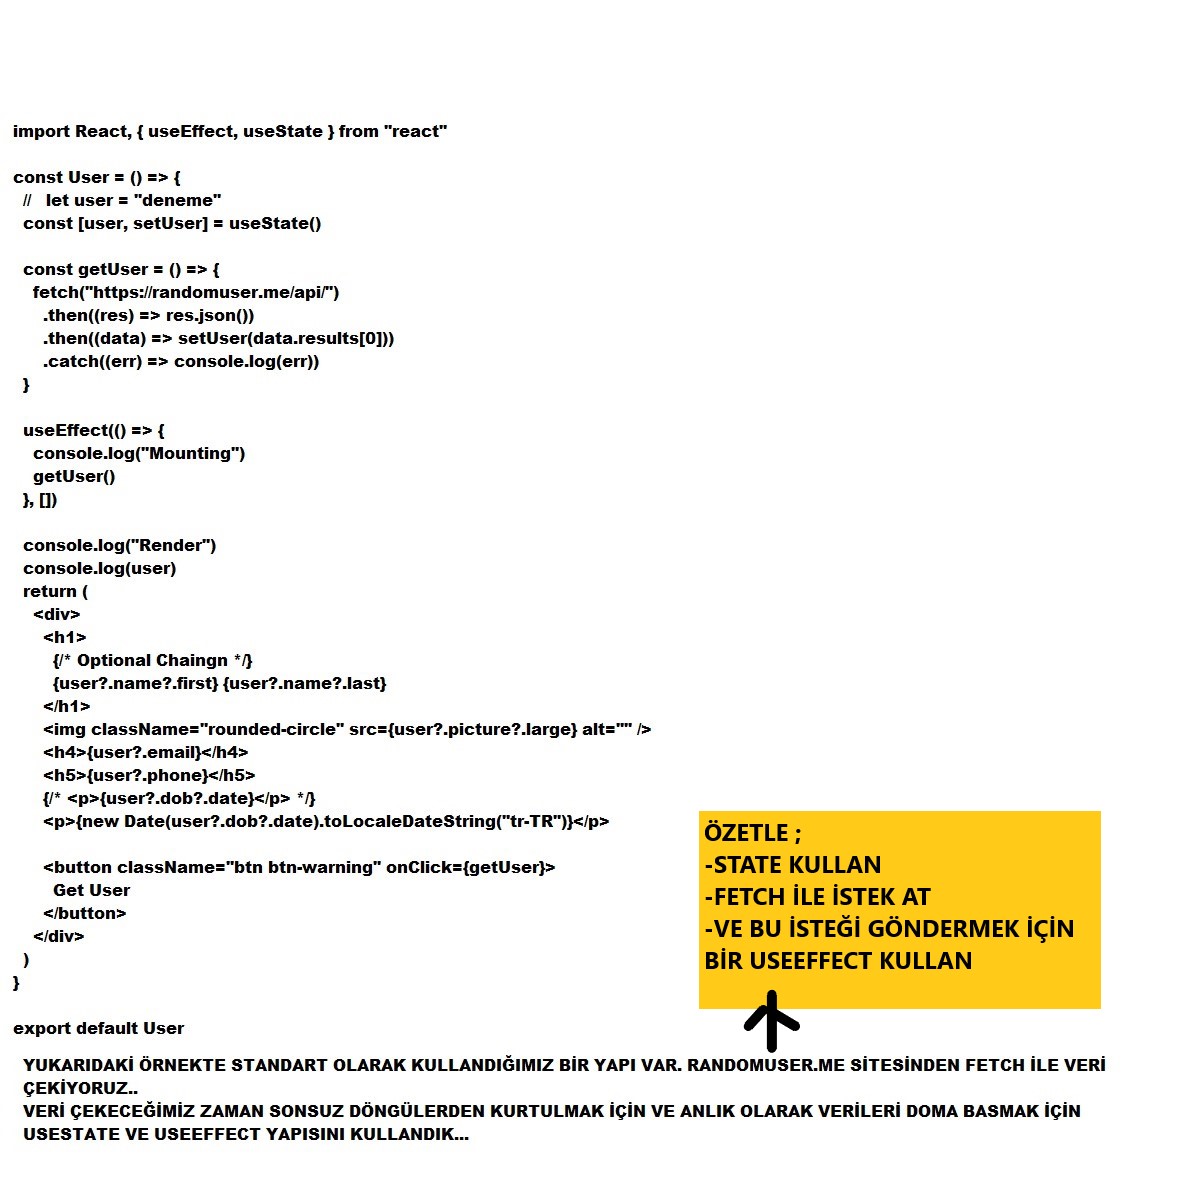 import React, { useEffect, useState } from "react"
const User = () => {
// let user = "deneme"
const [user, setUser] = useState()
const getUser = () => {
fetch("https://randomuser.me/api/")
.then((res) => res.json())
.then((data) => setUser(data.results[0]))
.catch((err) => console.log(err))
}
useEffect(() => {
console.log("Mounting")
getUser()
}, [])
console.log("Render")
console.log(user)
return (
<div>
<h1>
{/* Optional Chaingn */}
{user?.name?.first} {user?.name?.last}
</h1>
<img className="rounded-circle" src={user?.picture?.large} alt="" />
<h4>{user?.email}</h4>
<h5>{user?.phone}</h5>
{/* <p>{user?.dob?.date}</p> */}
<p>{new Date(user?.dob?.date).toLocaleDateString("tr-TR")}</p>
<button className="btn btn-warning" onClick={getUser}>
Get User
</button>
</div>
)
}
export default User
ÖZETLE ;
-STATE KULLAN
-FETCH İLE İSTEK AT
-VE BU İSTEĞİ GÖNDERMEK İÇİN
BİR USEEFFECT KULLAN
YUKARIDAKİ ÖRNEKTE STANDART OLARAK KULLANDIĞIMIZ BİR YAPI VAR. RANDOMUSER.ME SİTESİNDEN FETCH İLE VERİ
ÇEKİYORUZ..
VERİ ÇEKECEĞİMİZ ZAMAN SONSUZ DÖNGÜLERDEN KURTULMAK İÇİN VE ANLIK OLARAK VERİLERİ DOMA BASMAK İÇİN
USESTATE VE USEEFFECT YAPISINI KULLANDIK...